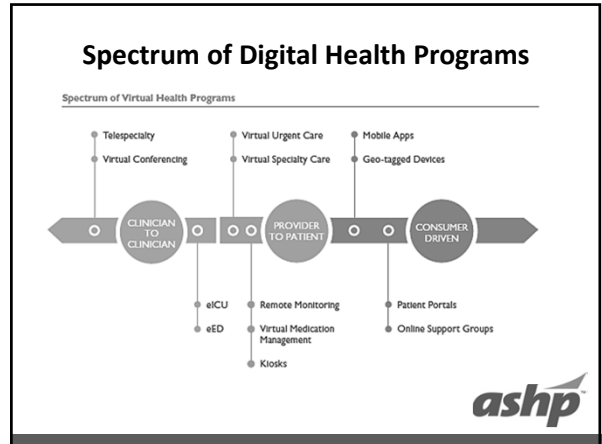 Spectrum of Digital Health Programs
Spectrum of Virtual Health Programs
Telespecialty
Virtual Conferencing
Virtual Urgent Care
Virtual Specialty Care
Mobile Apps
Geo-tagged Devices
CLINICIAN
TO
CLINICIAN
PROVIDER
TO PATIENT
CONSUMER
DRIVEN
eICU
eED
Remote Monitoring
Virtual Medication
Management
Kiosks
Patient Portals
Online Support Groups
ashp™